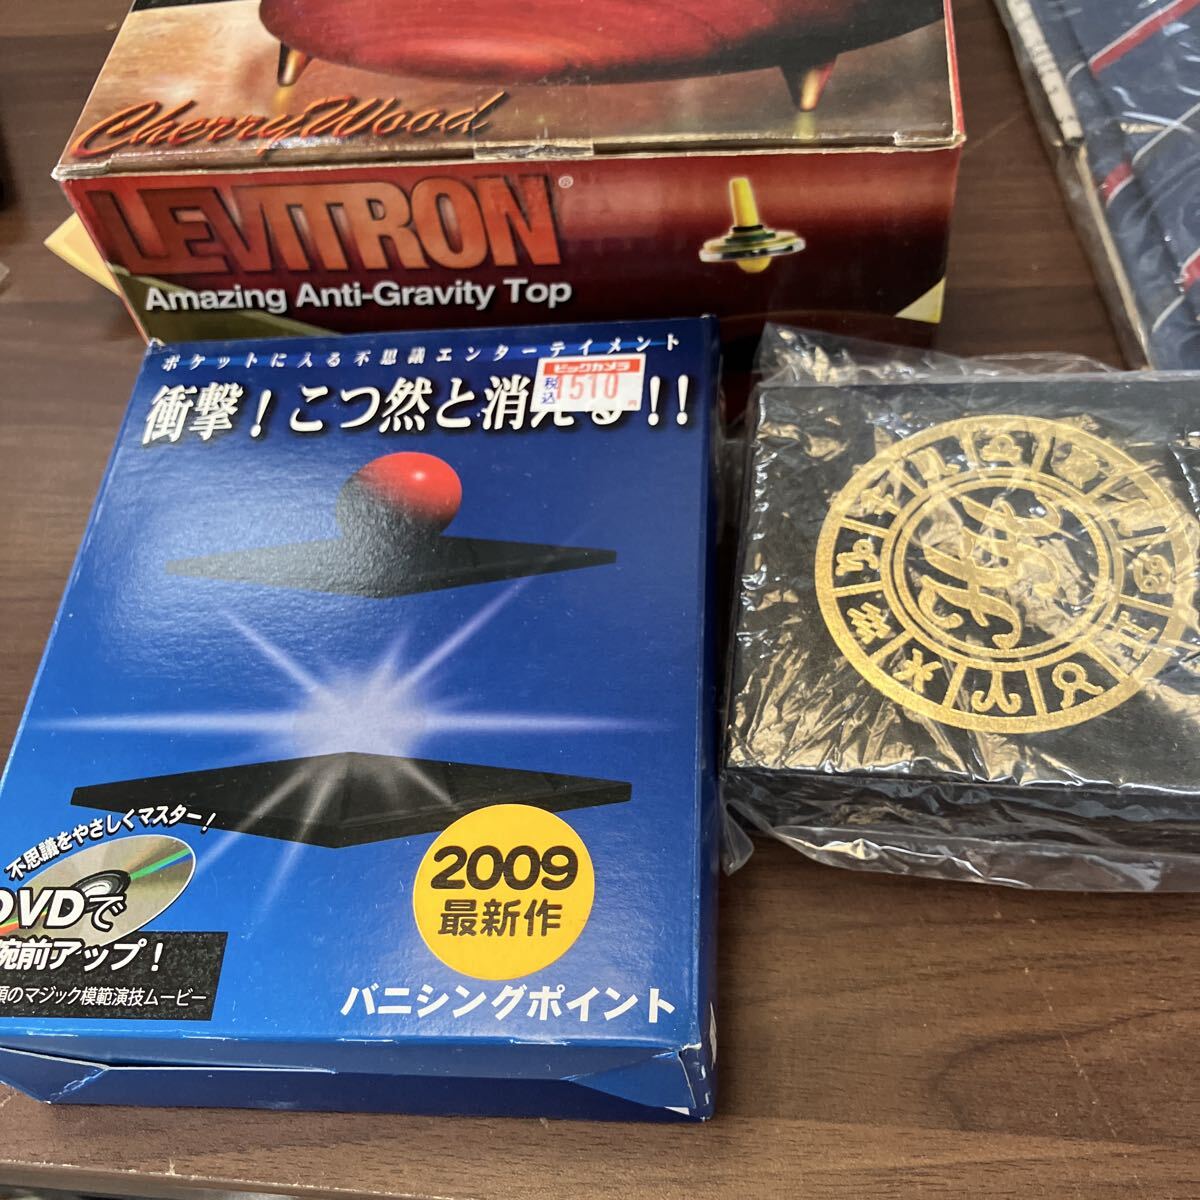 Cherry Wood
LEVITRON®
Amazing Anti-Gravity Top
ポケットに入る不思議エンターテイメント
ビックカメラ
税込 1510 円
衝撃！こつ然と消える!!
不思議をやさしくマスター！
DVDで
腕前アップ！
のマジック模範演技ムービー
2009
最新作
バニシングポイント